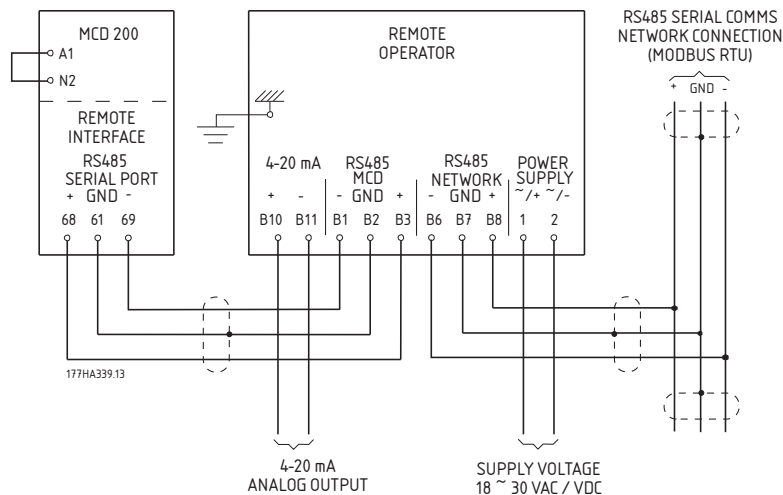 MCD 200
A1
N2
REMOTE
INTERFACE
RS485
SERIAL PORT
+ GND -
68 61 69
177HA339.13
REMOTE
OPERATOR
4-20 mA
+ -
B10 B11
RS485
MCD
- GND +
B1 B2 B3
RS485
NETWORK
- GND +
B6 B7 B8
POWER
SUPPLY
~/+ ~/-
1 2
4-20 mA
ANALOG OUTPUT
SUPPLY VOLTAGE
18 ~ 30 VAC / VDC
RS485 SERIAL COMMS
NETWORK CONNECTION
(MODBUS RTU)
+ GND -